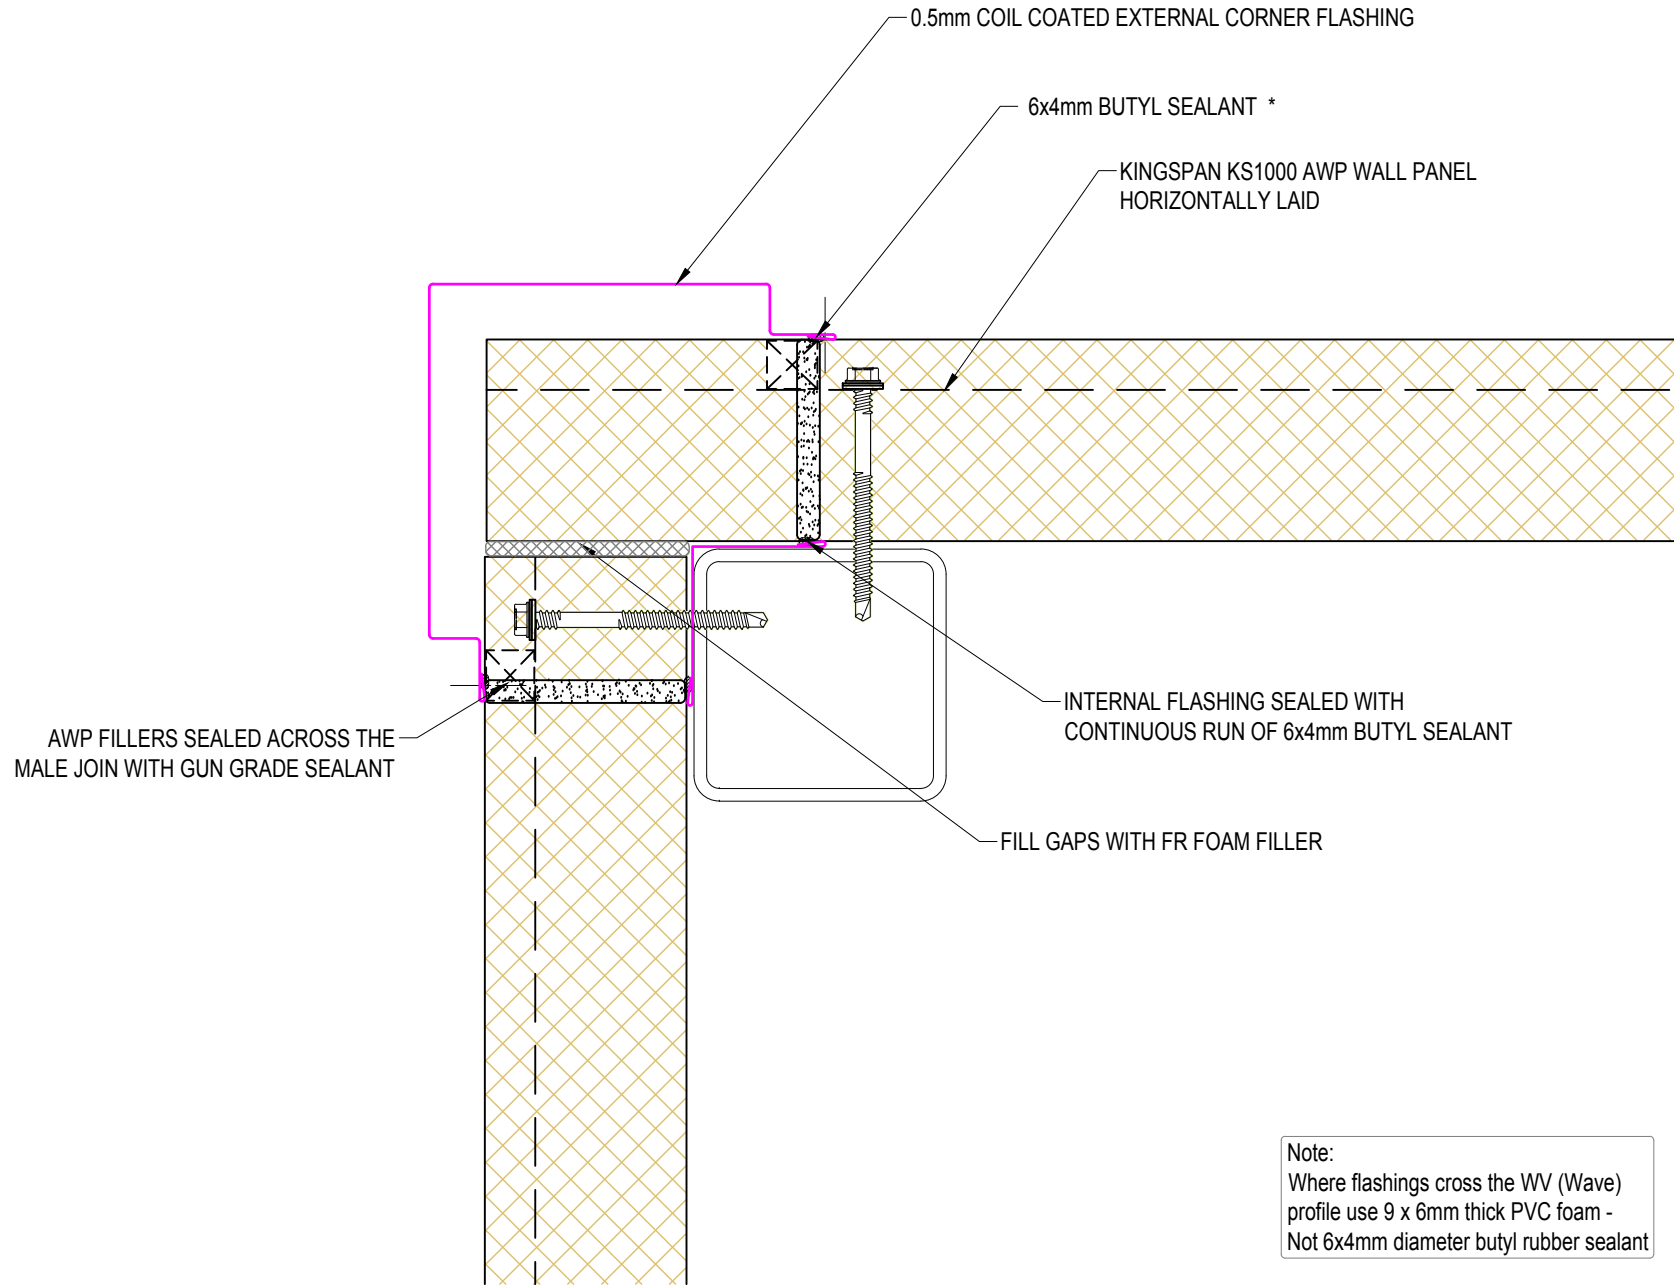 0.5mm COIL COATED EXTERNAL CORNER FLASHING
6x4mm BUTYL SEALANT *
KINGSPAN KS1000 AWP WALL PANEL
HORIZONTALLY LAID
INTERNAL FLASHING SEALED WITH
CONTINUOUS RUN OF 6x4mm BUTYL SEALANT
AWP FILLERS SEALED ACROSS THE
MALE JOIN WITH GUN GRADE SEALANT
FILL GAPS WITH FR FOAM FILLER
Note:
Where flashings cross the WV (Wave)
profile use 9 x 6mm thick PVC foam -
Not 6x4mm diameter butyl rubber sealant